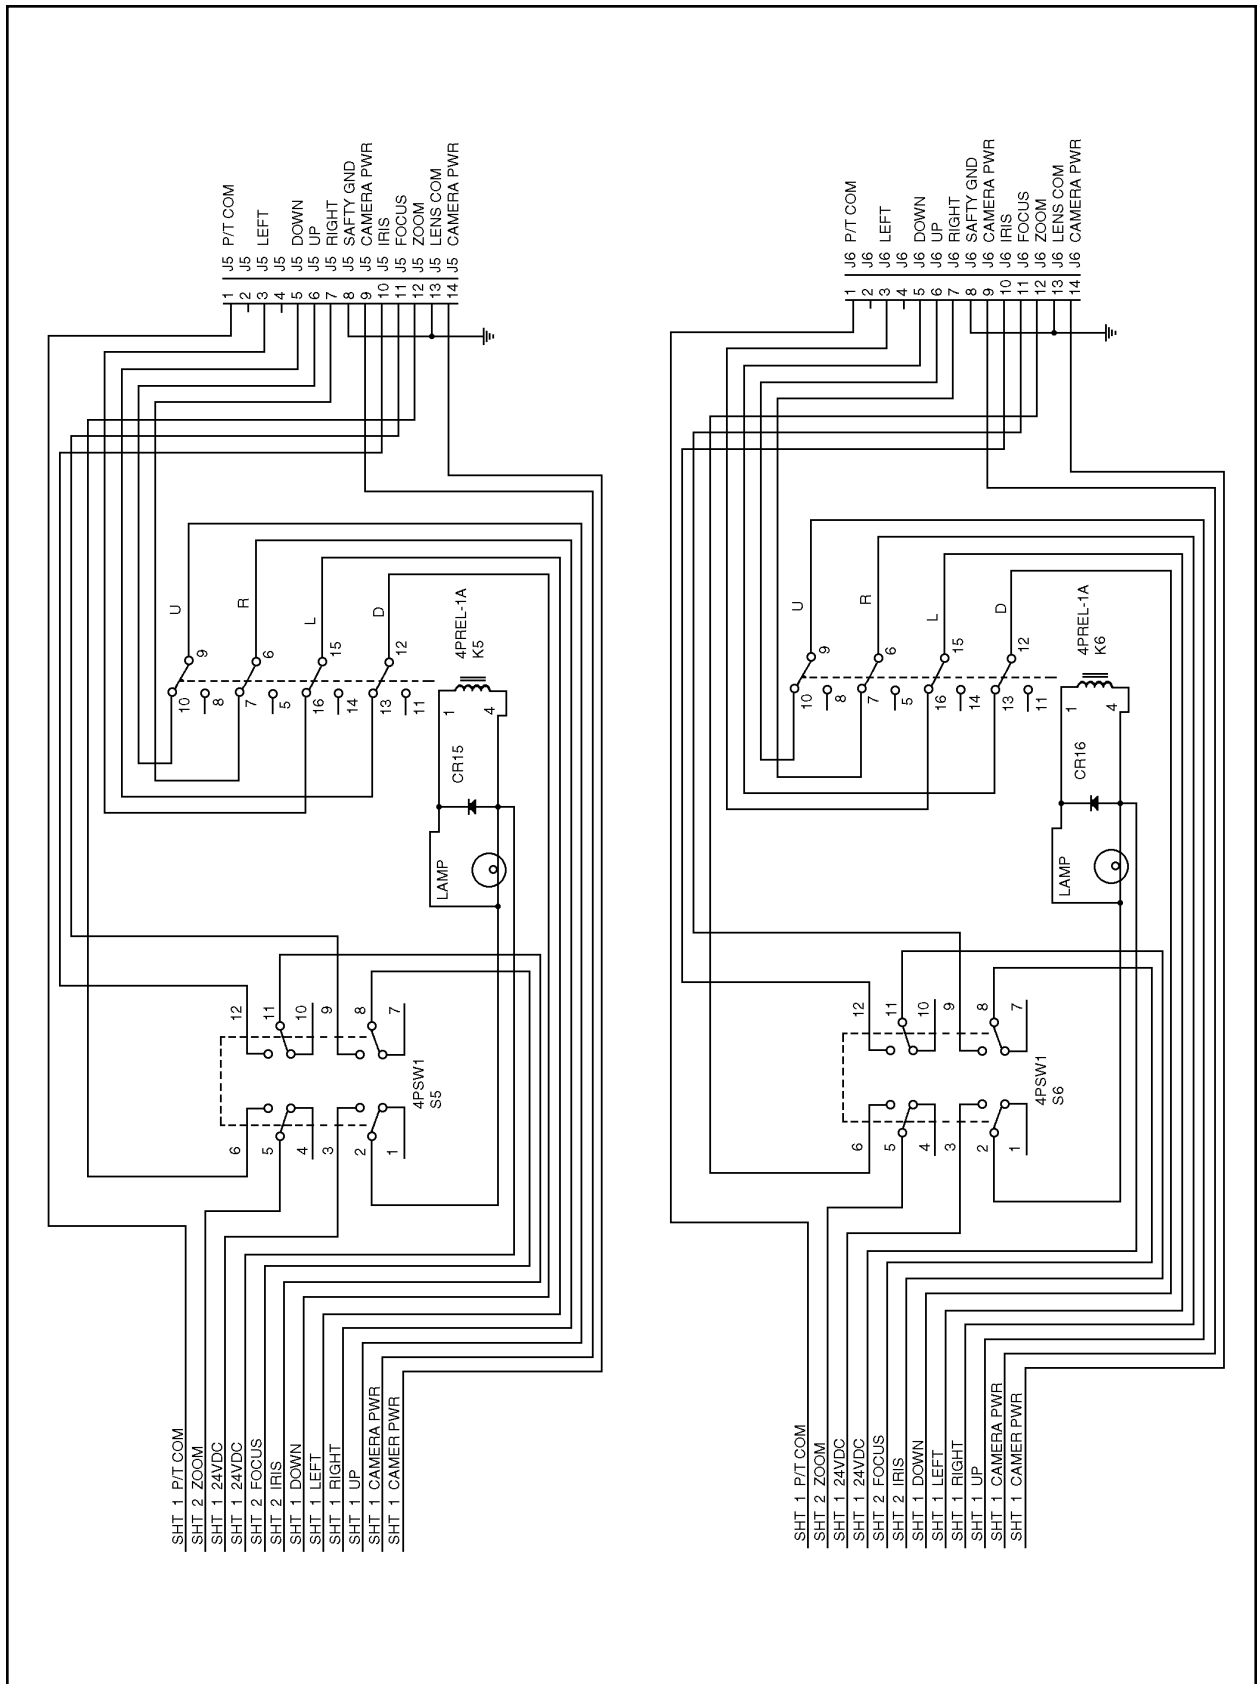 SHT 1 P/T COM
SHT 2 ZOOM
SHT 1 24VDC
SHT 1 24VDC
SHT 2 FOCUS
SHT 2 IRIS
SHT 1 DOWN
SHT 1 LEFT
SHT 1 RIGHT
SHT 1 UP
SHT 1 CAMERA PWR
SHT 1 CAMER PWR
6
5
4
3
2
1
12
11
10
9
8
7
4PSW1
S5
LAMP
CR15
10
8
7
5
16
14
13
11
1
4
9
6
15
12
U
R
L
D
4PREL-1A
K5
1 J5 P/T COM
2 J5
3 J5 LEFT
4 J5
5 J5 DOWN
6 J5 UP
7 J5 RIGHT
8 J5 SAFTY GND
9 J5 CAMERA PWR
10 J5 IRIS
11 J5 FOCUS
12 J5 ZOOM
13 J5 LENS COM
14 J5 CAMERA PWR
SHT 1 P/T COM
SHT 2 ZOOM
SHT 1 24VDC
SHT 1 24VDC
SHT 2 FOCUS
SHT 2 IRIS
SHT 1 DOWN
SHT 1 LEFT
SHT 1 RIGHT
SHT 1 UP
SHT 1 CAMERA PWR
SHT 1 CAMER PWR
6
5
4
3
2
1
12
11
10
9
8
7
4PSW1
S6
LAMP
CR16
10
8
7
5
16
14
13
11
1
4
9
6
15
12
U
R
L
D
4PREL-1A
K6
1 J6 P/T COM
2 J6
3 J6 LEFT
4 J6
5 J6 DOWN
6 J6 UP
7 J6 RIGHT
8 J6 SAFTY GND
9 J6 CAMERA PWR
10 J6 IRIS
11 J6 FOCUS
12 J6 ZOOM
13 J6 LENS COM
14 J6 CAMERA PWR